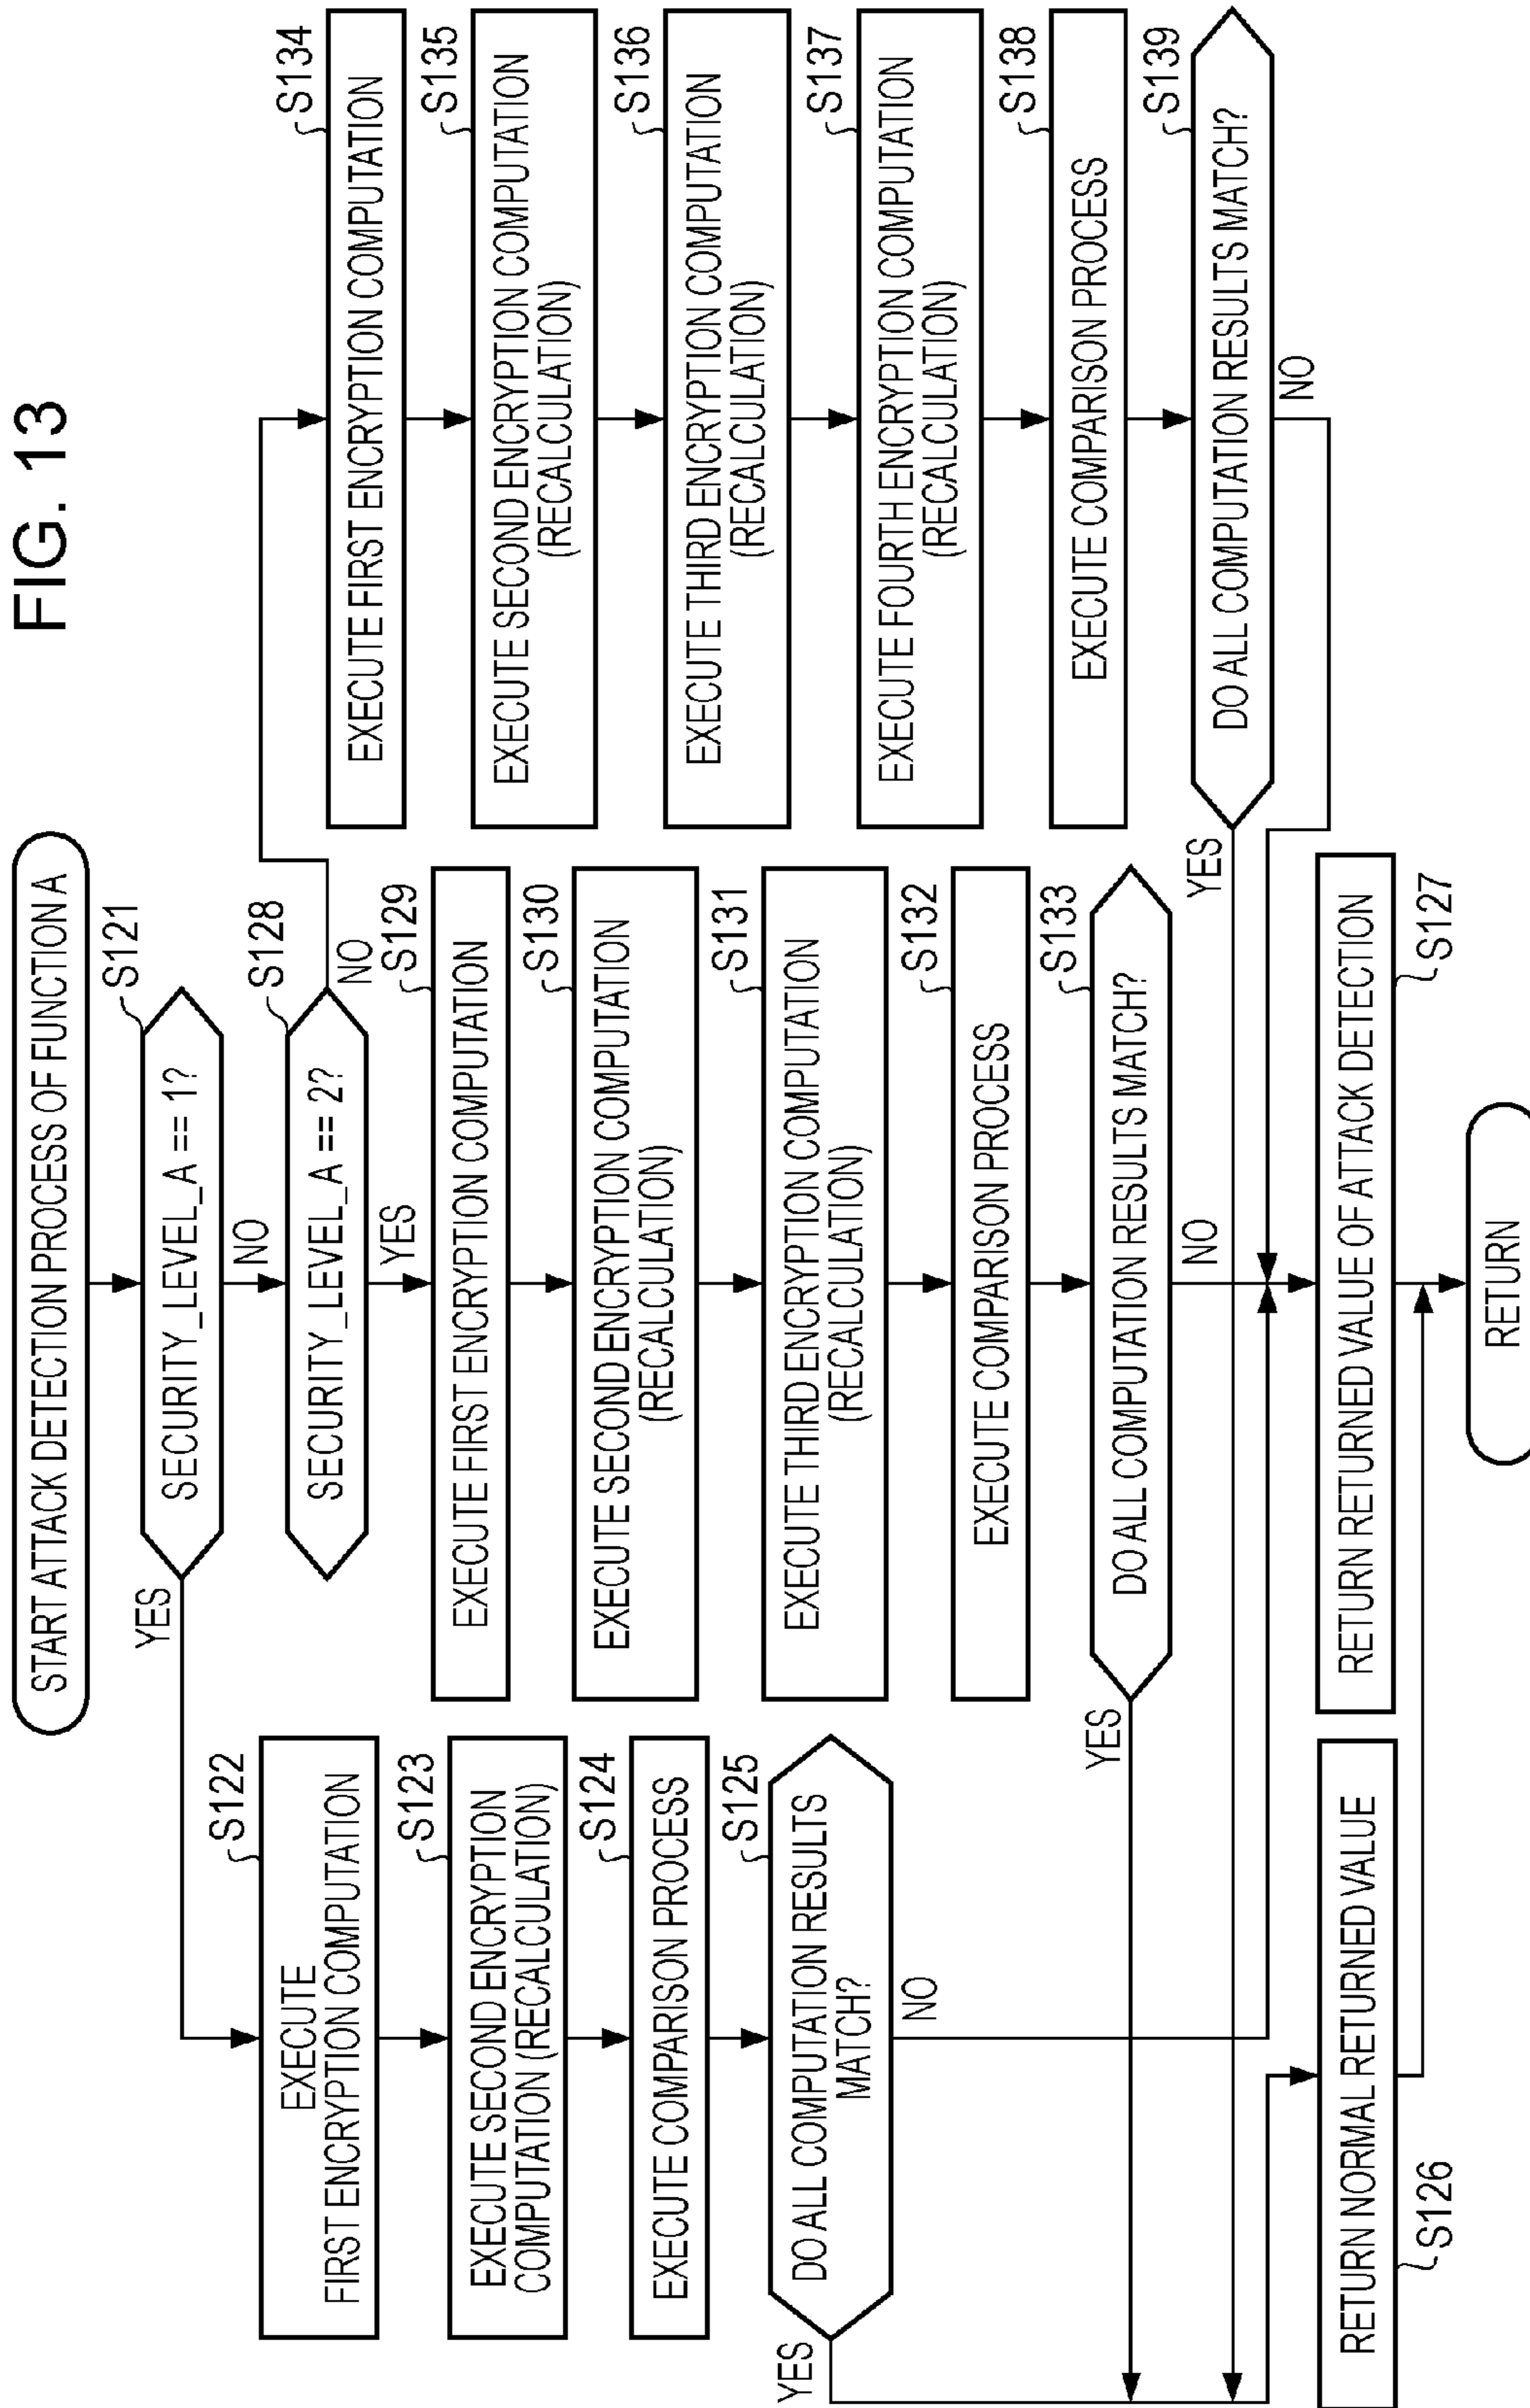 FIG. 13
START ATTACK DETECTION PROCESS OF FUNCTION A
S121
SECURITY_LEVEL_A == 1?
YES
NO
S128
SECURITY_LEVEL_A == 2?
NO
YES
S122
EXECUTE
FIRST ENCRYPTION COMPUTATION
S123
EXECUTE SECOND ENCRYPTION
COMPUTATION (RECALCULATION)
S124
EXECUTE COMPARISON PROCESS
S125
DO ALL COMPUTATION RESULTS
MATCH?
YES
NO
S129
EXECUTE FIRST ENCRYPTION COMPUTATION
S130
EXECUTE SECOND ENCRYPTION COMPUTATION
(RECALCULATION)
S131
EXECUTE THIRD ENCRYPTION COMPUTATION
(RECALCULATION)
S132
EXECUTE COMPARISON PROCESS
S133
DO ALL COMPUTATION RESULTS MATCH?
YES
NO
S134
EXECUTE FIRST ENCRYPTION COMPUTATION
S135
EXECUTE SECOND ENCRYPTION COMPUTATION
(RECALCULATION)
S136
EXECUTE THIRD ENCRYPTION COMPUTATION
(RECALCULATION)
S137
EXECUTE FOURTH ENCRYPTION COMPUTATION
(RECALCULATION)
S138
EXECUTE COMPARISON PROCESS
S139
DO ALL COMPUTATION RESULTS MATCH?
YES
NO
RETURN NORMAL RETURNED VALUE
S126
RETURN RETURNED VALUE OF ATTACK DETECTION
S127
RETURN